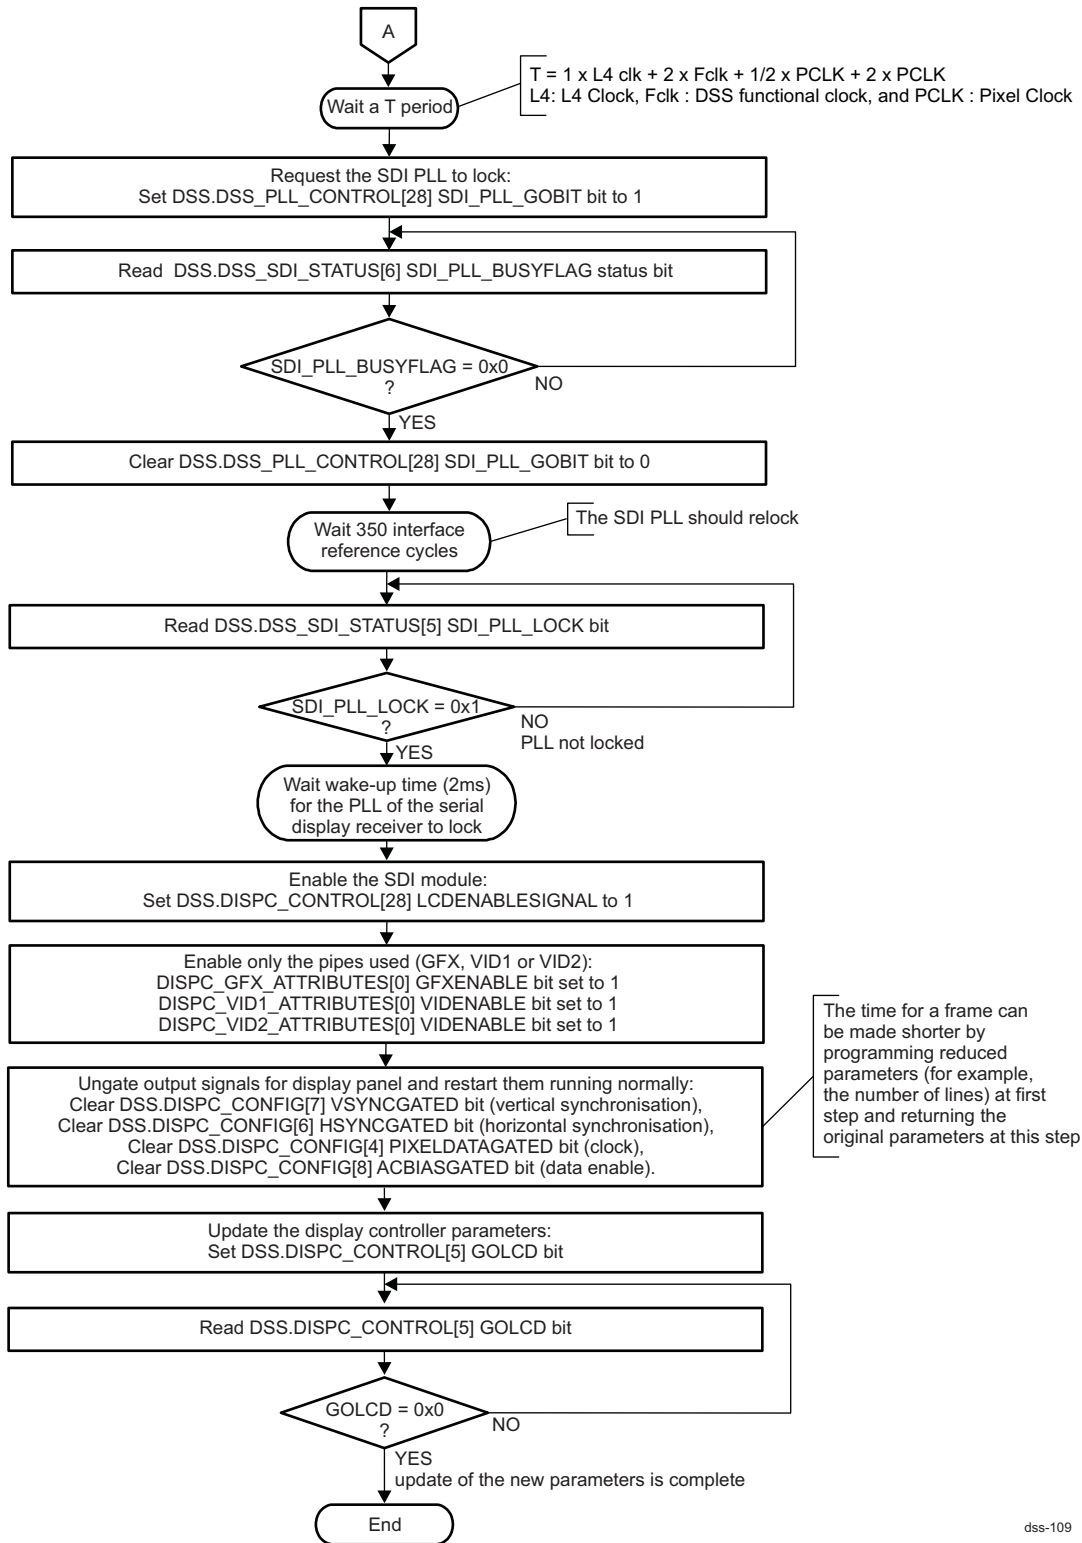 A
T = 1 x L4 clk + 2 x Fclk + 1/2 x PCLK + 2 x PCLK
L4: L4 Clock, Fclk : DSS functional clock, and PCLK : Pixel Clock
Wait a T period
Request the SDI PLL to lock:
Set DSS.DSS_PLL_CONTROL[28] SDI_PLL_GOBIT bit to 1
Read DSS.DSS_SDI_STATUS[6] SDI_PLL_BUSYFLAG status bit
SDI_PLL_BUSYFLAG = 0x0
?
NO
YES
Clear DSS.DSS_PLL_CONTROL[28] SDI_PLL_GOBIT bit to 0
Wait 350 interface
reference cycles
The SDI PLL should relock
Read DSS.DSS_SDI_STATUS[5] SDI_PLL_LOCK bit
SDI_PLL_LOCK = 0x1
?
NO
PLL not locked
YES
Wait wake-up time (2ms)
for the PLL of the serial
display receiver to lock
Enable the SDI module:
Set DSS.DISPC_CONTROL[28] LCDENABLESIGNAL to 1
Enable only the pipes used (GFX, VID1 or VID2):
DISPC_GFX_ATTRIBUTES[0] GFXENABLE bit set to 1
DISPC_VID1_ATTRIBUTES[0] VIDENABLE bit set to 1
DISPC_VID2_ATTRIBUTES[0] VIDENABLE bit set to 1
Ungate output signals for display panel and restart them running normally:
Clear DSS.DISPC_CONFIG[7] VSYNCGATED bit (vertical synchronisation),
Clear DSS.DISPC_CONFIG[6] HSYNCGATED bit (horizontal synchronisation),
Clear DSS.DISPC_CONFIG[4] PIXELDATAGATED bit (clock),
Clear DSS.DISPC_CONFIG[8] ACBIASGATED bit (data enable).
The time for a frame can
be made shorter by
programming reduced
parameters (for example,
the number of lines) at first
step and returning the
original parameters at this step
Update the display controller parameters:
Set DSS.DISPC_CONTROL[5] GOLCD bit
Read DSS.DISPC_CONTROL[5] GOLCD bit
GOLCD = 0x0
?
NO
YES
update of the new parameters is complete
End
dss-109